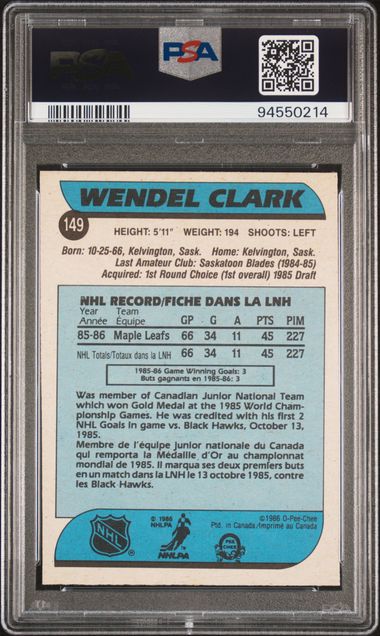 PSA
PSA
94550214
WENDEL CLARK
149
HEIGHT: 5'11" WEIGHT: 194 SHOOTS: LEFT
Born: 10-25-66, Kelvington, Sask. Home: Kelvington, Sask.
Last Amateur Club: Saskatoon Blades (1984-85)
Acquired: 1st Round Choice (1st overall) 1985 Draft
NHL RECORD/FICHE DANS LA LNH
Year Team
Année Équipe GP G A PTS PIM
85-86 Maple Leafs 66 34 11 45 227
NHL Totals/Totaux dans la LNH 66 34 11 45 227
1985-86 Game Winning Goals: 3
Buts gagnants en 1985-86: 3
Was member of Canadian Junior National Team
which won Gold Medal at the 1985 World Cham-
pionship Games. He was credited with his first 2
NHL Goals in game vs. Black Hawks, October 13,
1985.
Membre de l'équipe junior nationale du Canada
qui remporta la Médaille d'Or au championnat
mondial de 1985. Il marqua ses deux premiers buts
en un match dans la LNH le 13 octobre 1985, contre
les Black Hawks.
NHL
© 1986
NHLPA
NHLPA
O
PEE
CHEE
©1986 O-Pee-Chee
Ptd. in Canada/Imprimé au Canada